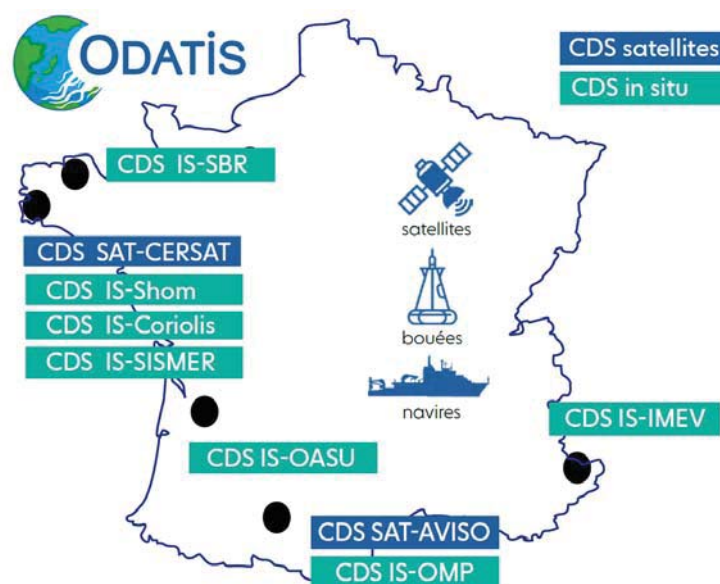 ODATIS
CDS satellites
CDS in situ
CDS IS-SBR
satellites
CDS SAT-CERSAT
CDS IS-Shom
CDS IS-Coriolis
CDS IS-SISMER
bouées
navires
CDS IS-IMEV
CDS IS-OASU
CDS SAT-AVISO
CDS IS-OMP